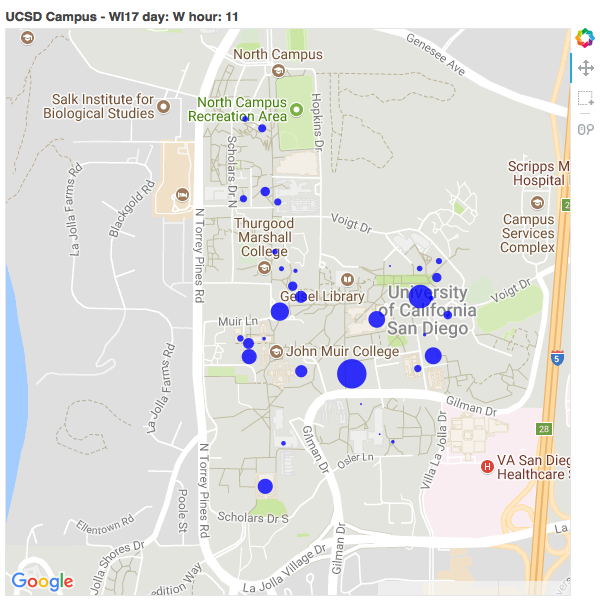 UCSD Campus - WI17 day: W hour: 11
Genesee Ave
North Campus
Salk Institute for
Biological Studies
North Campus
Recreation Area
Hopkins Dr
Scholars Dr N
La Jolla Farms Rd
Blackgold Rd
Scripps M
Hospital
2
Campus
Services
Complex
N Torrey Pines Rd
Thurgood
Marshall
College
Voigt Dr
Geisel Library
University
of California
San Diego
Voigt Dr
Muir Ln
John Muir College
La Jolla Farms Rd
5
Gilman Dr
28
Gilman Dr
Villa La Jolla Dr
N Torrey Pines Rd
Osler Ln
H
VA San Dieg
Healthcare
Poole St
Ellentown Rd
Scholars Dr S
La
Gilman Dr
La Jolla Shores Dr
La Jolla Village Dr
edition Way
Google